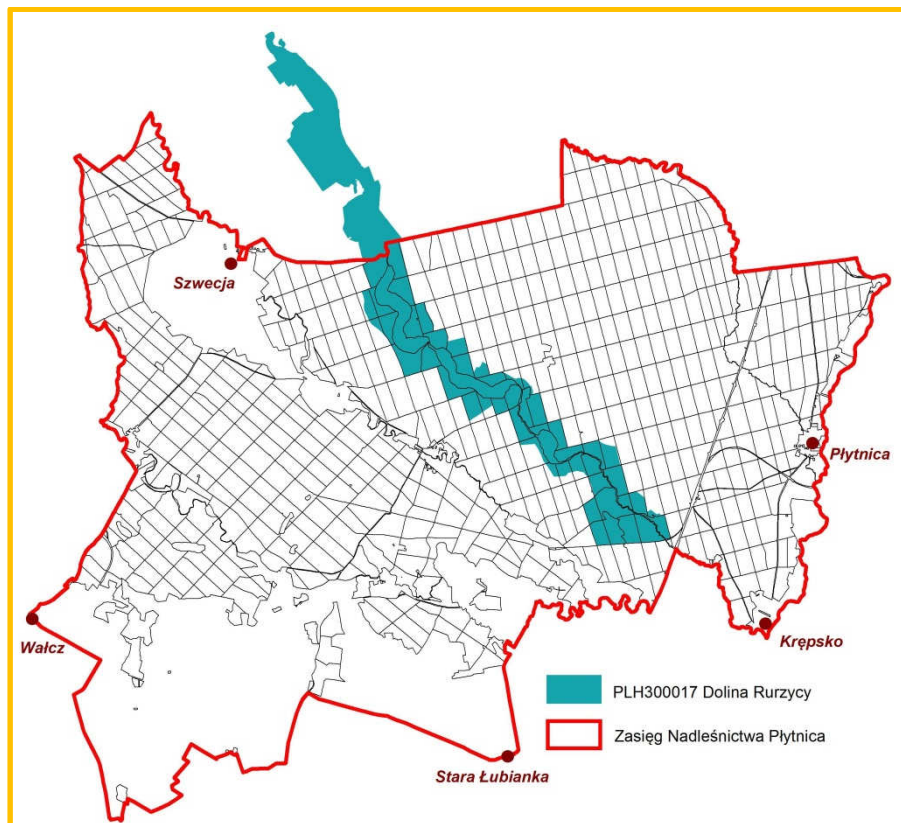 Szwecja
Płytnica
Wałcz
Krępsko
PLH300017 Dolina Rurzycy
Zasięg Nadleśnictwa Płytnica
Stara Łubianka